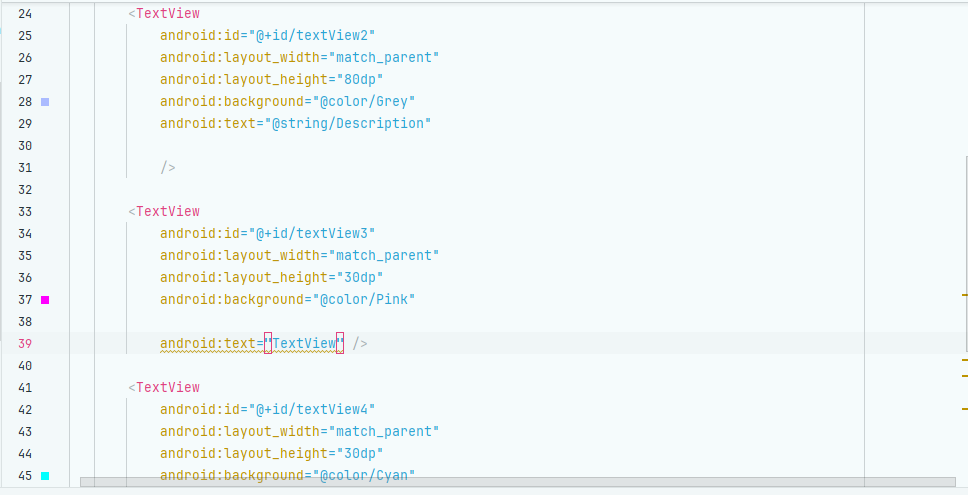 24 <TextView
25 android:id="@+id/textView2"
26 android:layout_width="match_parent"
27 android:layout_height="80dp"
28 android:background="@color/Grey"
29 android:text="@string/Description"
30
31 />
32
33 <TextView
34 android:id="@+id/textView3"
35 android:layout_width="match_parent"
36 android:layout_height="30dp"
37 android:background="@color/Pink"
38
39 android:text="TextView" />
40
41 <TextView
42 android:id="@+id/textView4"
43 android:layout_width="match_parent"
44 android:layout_height="30dp"
45 android:background="@color/Cyan"